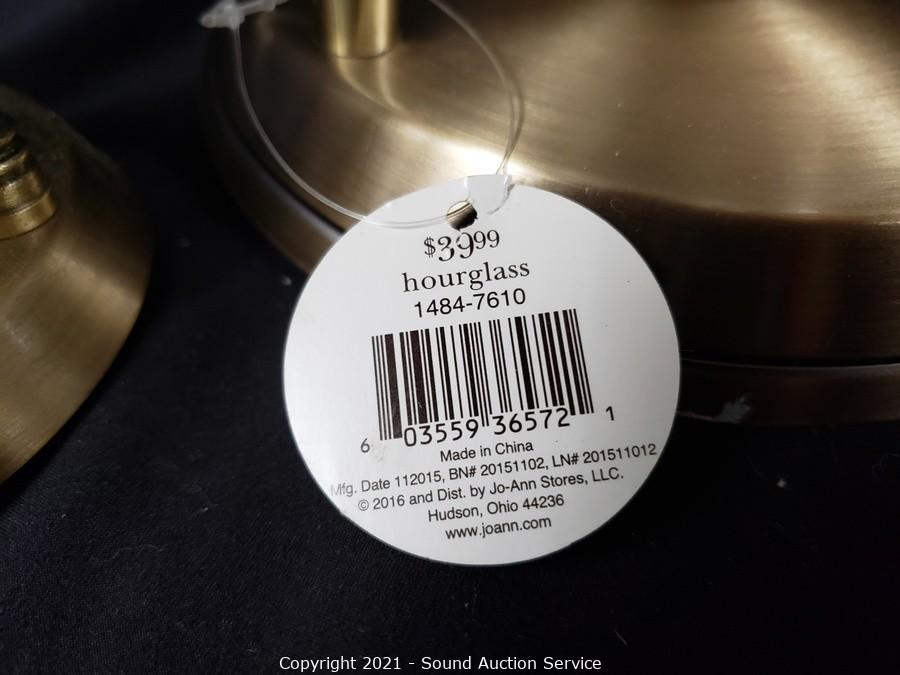 $39.99
hourglass
1484-7610
6 03559 36572 1
Made in China
Mfg. Date 112015, BN# 20151102, LN# 201511012
© 2016 and Dist. by Jo-Ann Stores, LLC.
Hudson, Ohio 44236
www.joann.com
Copyright 2021 - Sound Auction Service